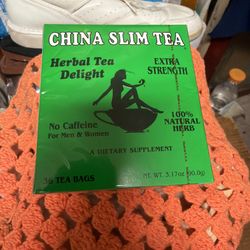 CHINA SLIM TEA
Herbal Tea
Delight
EXTRA
STRENGTH
No Caffeine
For Men & Women
100%
NATURAL
HERB
A DIETARY SUPPLEMENT
36 TEA BAGS
NET WT. 3.17oz (90.0g)